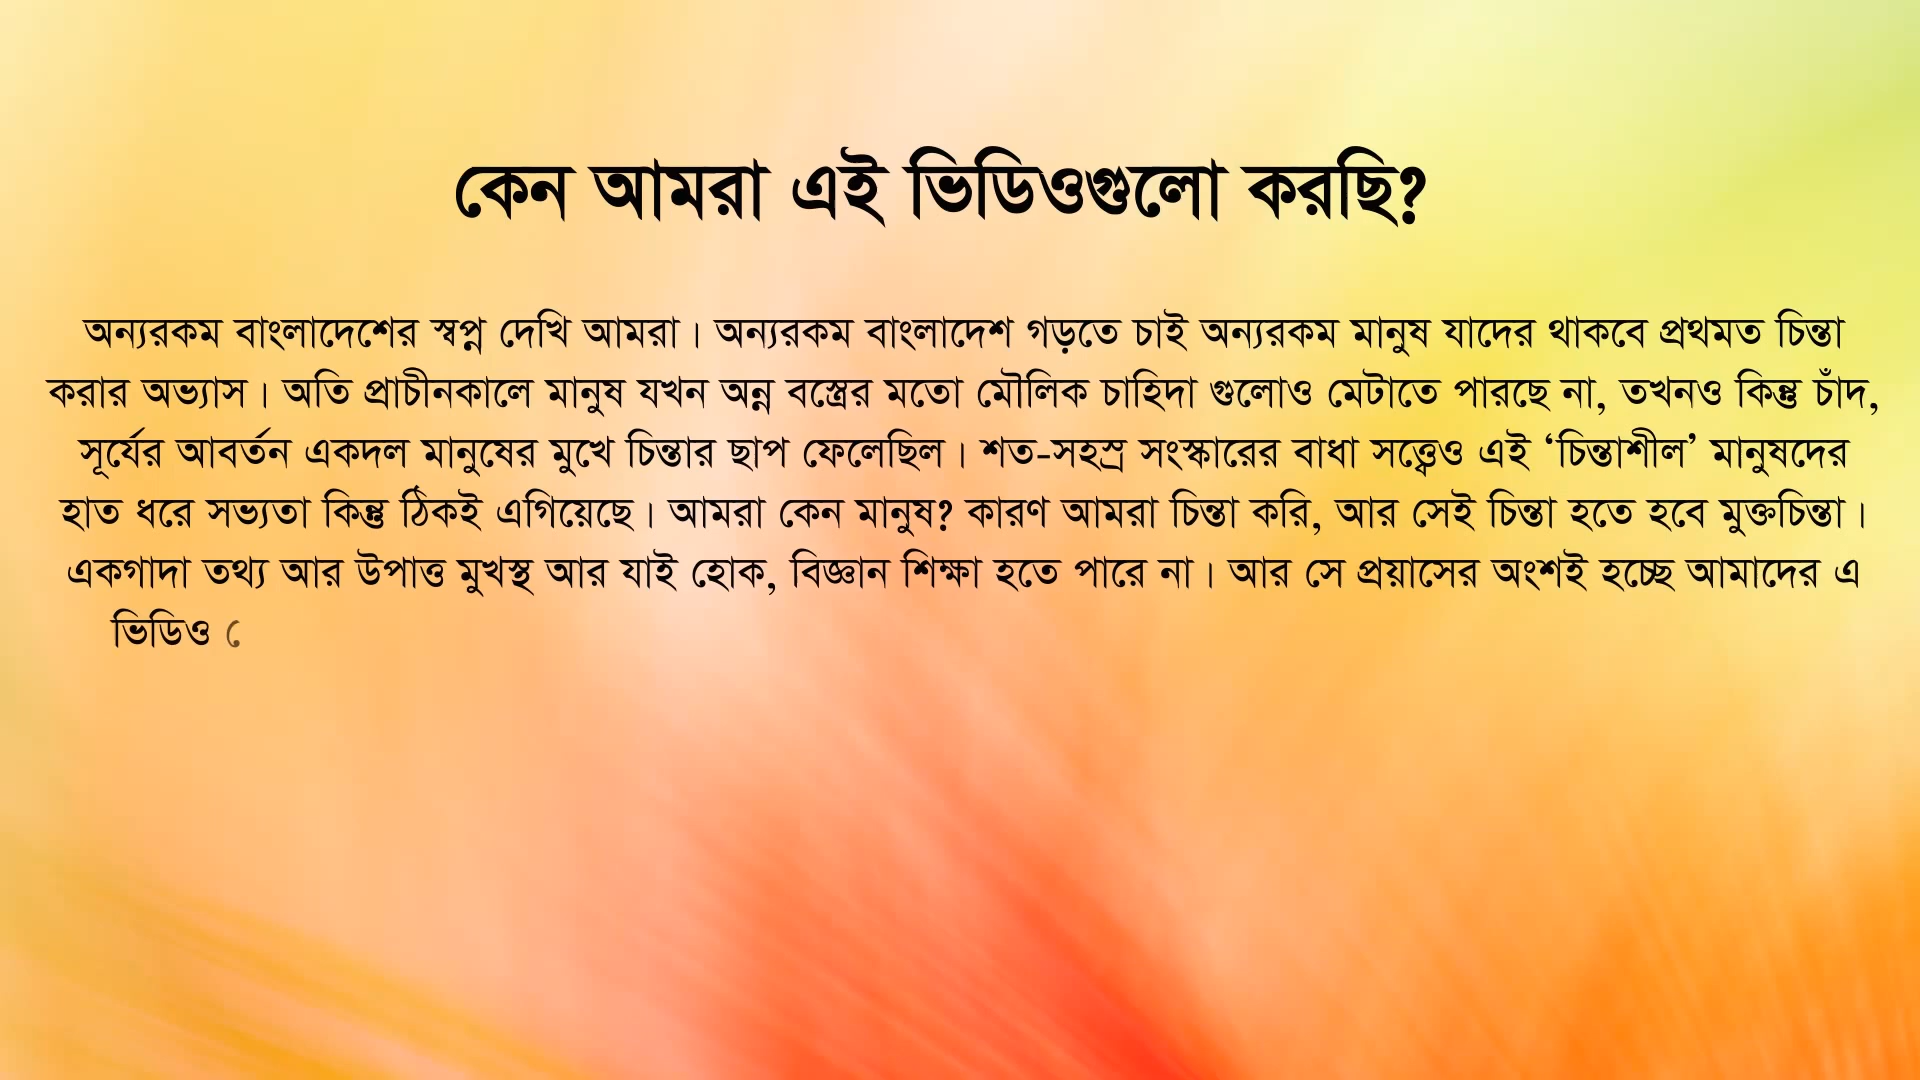 কেন আমরা এই ভিডিওগুলো করছি?
অন্যরকম বাংলাদেশের স্বপ্ন দেখি আমরা। অন্যরকম বাংলাদেশ গড়তে চাই অন্যরকম মানুষ যাদের থাকবে প্রথমত চিন্তা
করার অভ্যাস। অতি প্রাচীনকালে মানুষ যখন অন্ন বস্ত্রের মতো মৌলিক চাহিদা গুলোও মেটাতে পারছে না, তখনও কিন্তু চাঁদ,
সূর্যের আবর্তন একদল মানুষের মুখে চিন্তার ছাপ ফেলেছিল। শত-সহস্র সংস্কারের বাধা সত্ত্বেও এই ‘চিন্তাশীল’ মানুষদের
হাত ধরে সভ্যতা কিন্তু ঠিকই এগিয়েছে। আমরা কেন মানুষ? কারণ আমরা চিন্তা করি, আর সেই চিন্তা হতে হবে মুক্তচিন্তা।
একগাদা তথ্য আর উপাত্ত মুখস্থ আর যাই হোক, বিজ্ঞান শিক্ষা হতে পারে না। আর সে প্রয়াসের অংশই হচ্ছে আমাদের এ
ভিডিও